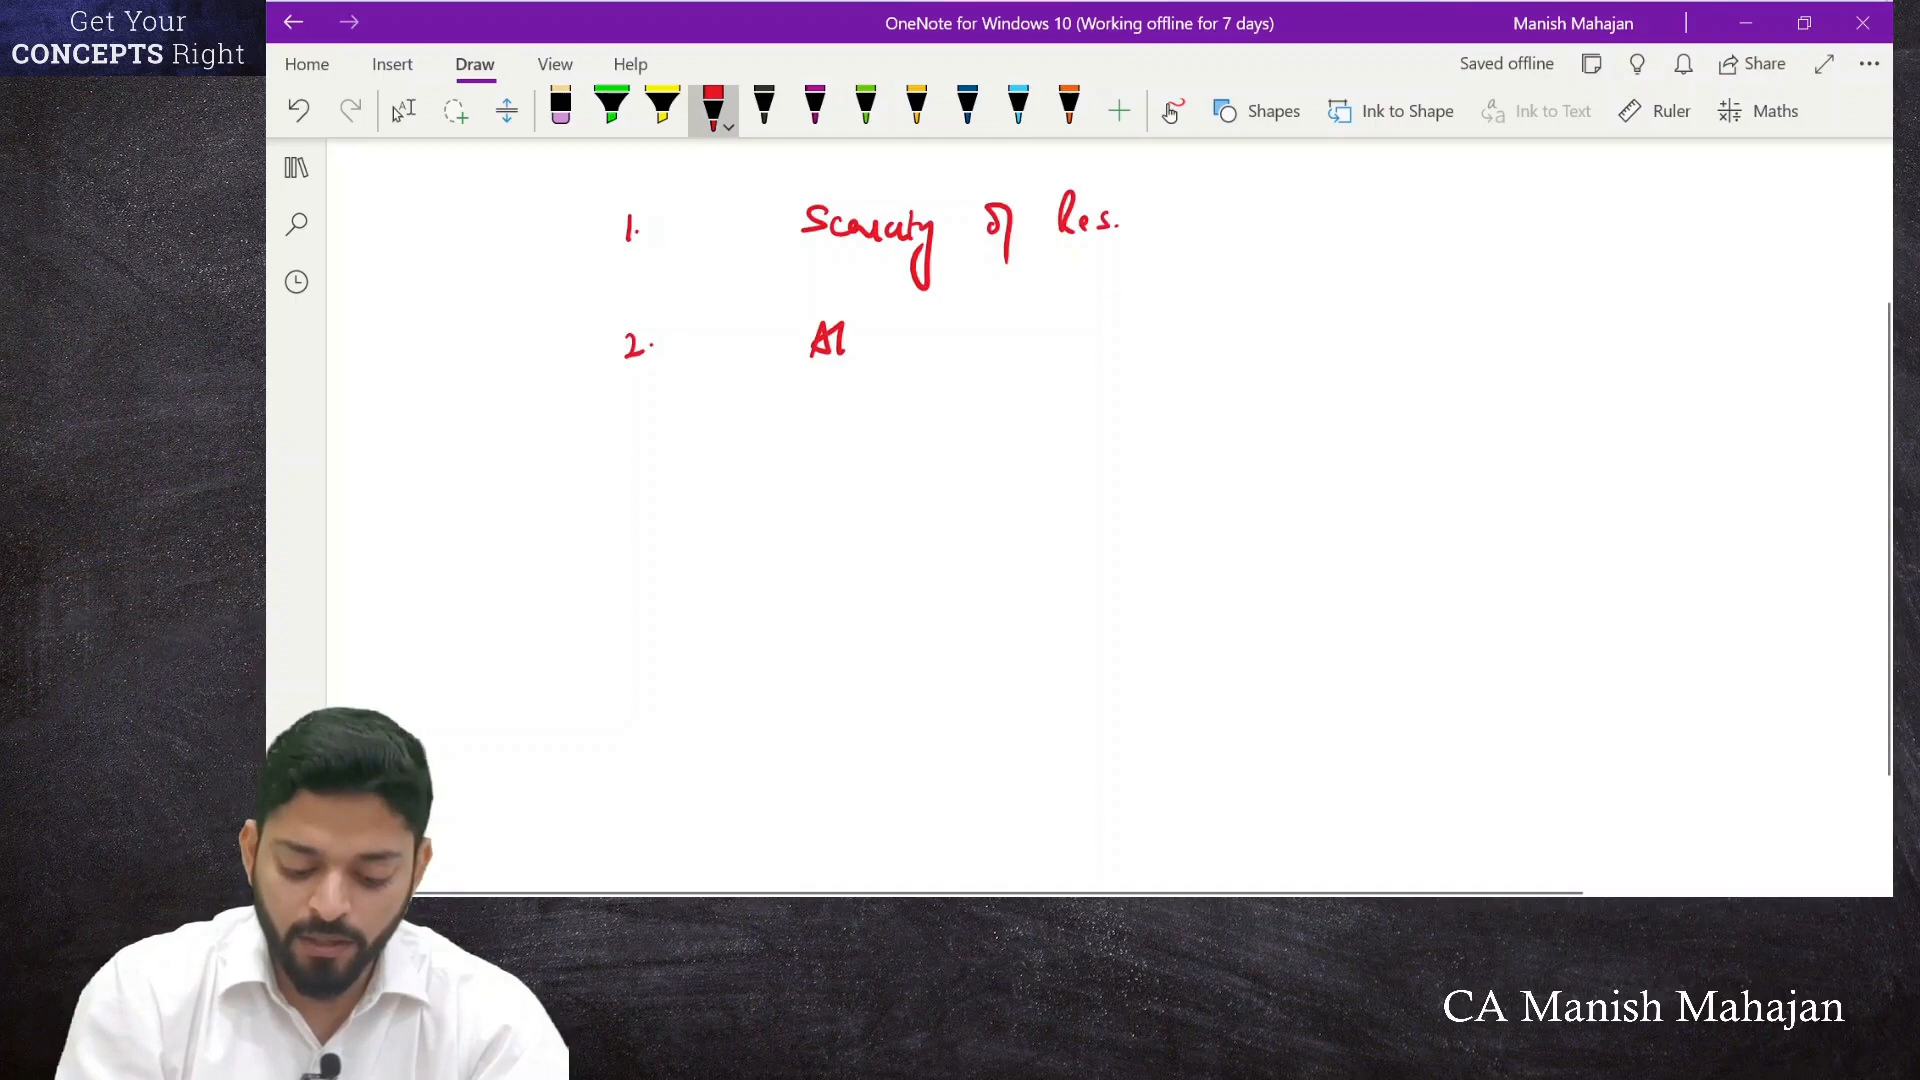 Get Your
CONCEPTS Right
OneNote for Windows 10 (Working offline for 7 days)
Manish Mahajan
Home Insert Draw View Help
Saved offline
Share
Shapes
Ink to Shape
Ink to Text
Ruler
Maths
1. Scarcity of Res.
2. Al
CA Manish Mahajan